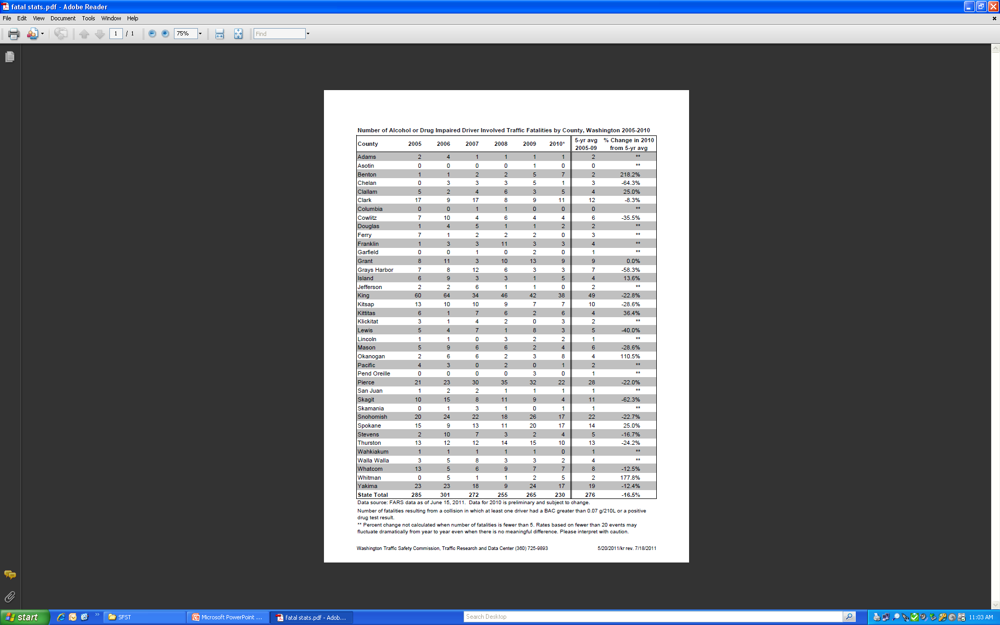 fatal stats.pdf - Adobe Reader
File Edit View Document Tools Window Help
1 / 1 75% Find
Number of Alcohol or Drug Impaired Driver Involved Traffic Fatalities by County, Washington 2005-2010
County 2005 2006 2007 2008 2009 2010* 5-yr avg 2005-09 % Change in 2010 from 5-yr avg
Adams 2 4 1 1 1 1 2 **
Asotin 0 0 0 0 1 0 0 **
Benton 1 1 2 2 5 7 2 218.2%
Chelan 0 3 3 3 5 1 3 -64.3%
Clallam 5 2 4 6 3 5 4 25.0%
Clark 17 9 17 8 9 11 12 -8.3%
Columbia 0 0 1 1 0 0 0 **
Cowlitz 7 10 4 6 4 4 6 -35.5%
Douglas 1 4 5 1 1 2 2 **
Ferry 7 1 2 2 2 0 3 **
Franklin 1 3 3 11 3 3 4 **
Garfield 0 0 1 0 2 0 1 **
Grant 8 11 3 10 13 9 9 0.0%
Grays Harbor 7 8 12 6 3 3 7 -58.3%
Island 6 9 3 3 1 5 4 13.6%
Jefferson 2 2 6 1 1 0 2 **
King 60 64 34 46 42 38 49 -22.8%
Kitsap 13 10 10 9 7 7 10 -28.6%
Kittitas 6 1 7 6 2 6 4 36.4%
Klickitat 3 1 4 2 0 3 2 **
Lewis 5 4 7 1 8 3 5 -40.0%
Lincoln 1 1 0 3 2 2 1 **
Mason 5 9 6 6 2 4 6 -28.6%
Okanogan 2 6 6 2 3 8 4 110.5%
Pacific 4 3 0 2 0 1 2 **
Pend Oreille 0 0 0 0 3 0 1 **
Pierce 21 23 30 35 32 22 28 -22.0%
San Juan 1 2 2 1 1 1 1 **
Skagit 10 15 8 11 9 4 11 -62.3%
Skamania 0 1 3 1 0 1 1 **
Snohomish 20 24 22 18 26 17 22 -22.7%
Spokane 15 9 13 11 20 17 14 25.0%
Stevens 2 10 7 3 2 4 5 -16.7%
Thurston 13 12 12 14 15 10 13 -24.2%
Wahkiakum 1 1 1 1 1 0 1 **
Walla Walla 3 5 8 3 3 2 4 **
Whatcom 13 5 6 9 7 7 8 -12.5%
Whitman 0 5 1 1 2 5 2 177.8%
Yakima 23 23 18 9 24 17 19 -12.4%
State Total 285 301 272 255 265 230 276 -16.5%
Data source: FARS data as of June 15, 2011. Data for 2010 is preliminary and subject to change.
Number of fatalities resulting from a collision in which at least one driver had a BAC greater than 0.07 g/210L or a positive
drug test result.
** Percent change not calculated when number of fatalities is fewer than 5. Rates based on fewer than 20 events may
fluctuate dramatically from year to year even when there is no meaningful difference. Please interpret with caution.
Washington Traffic Safety Commission, Traffic Research and Data Center (360) 725-9893 5/20/2011/kr rev. 7/18/2011
start SFST Microsoft PowerPoint ... fatal stats.pdf - Adob... Search Desktop 11:03 AM